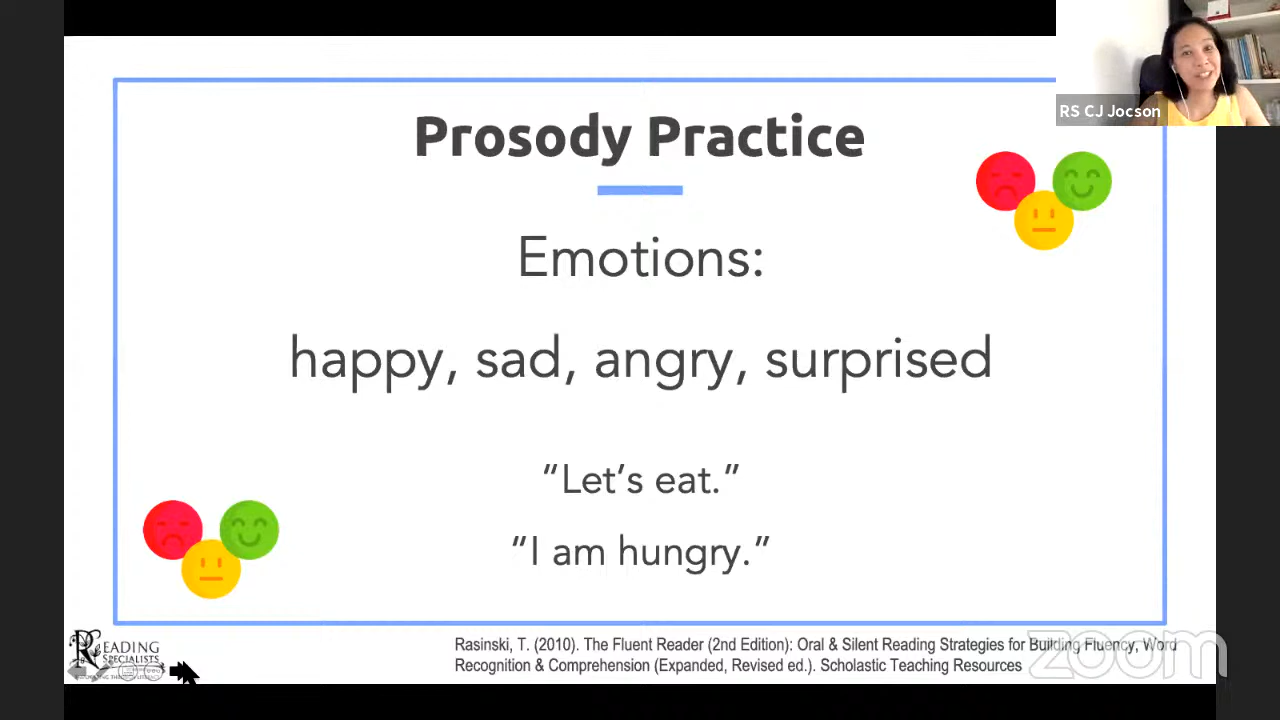 RS CJ Jocson
Prosody Practice
Emotions:
happy, sad, angry, surprised
“Let’s eat.”
“I am hungry.”
READING
SPECIALISTS
Rasinski, T. (2010). The Fluent Reader (2nd Edition): Oral & Silent Reading Strategies for Building Fluency, Word
Recognition & Comprehension (Expanded, Revised ed.). Scholastic Teaching Resources
zoom